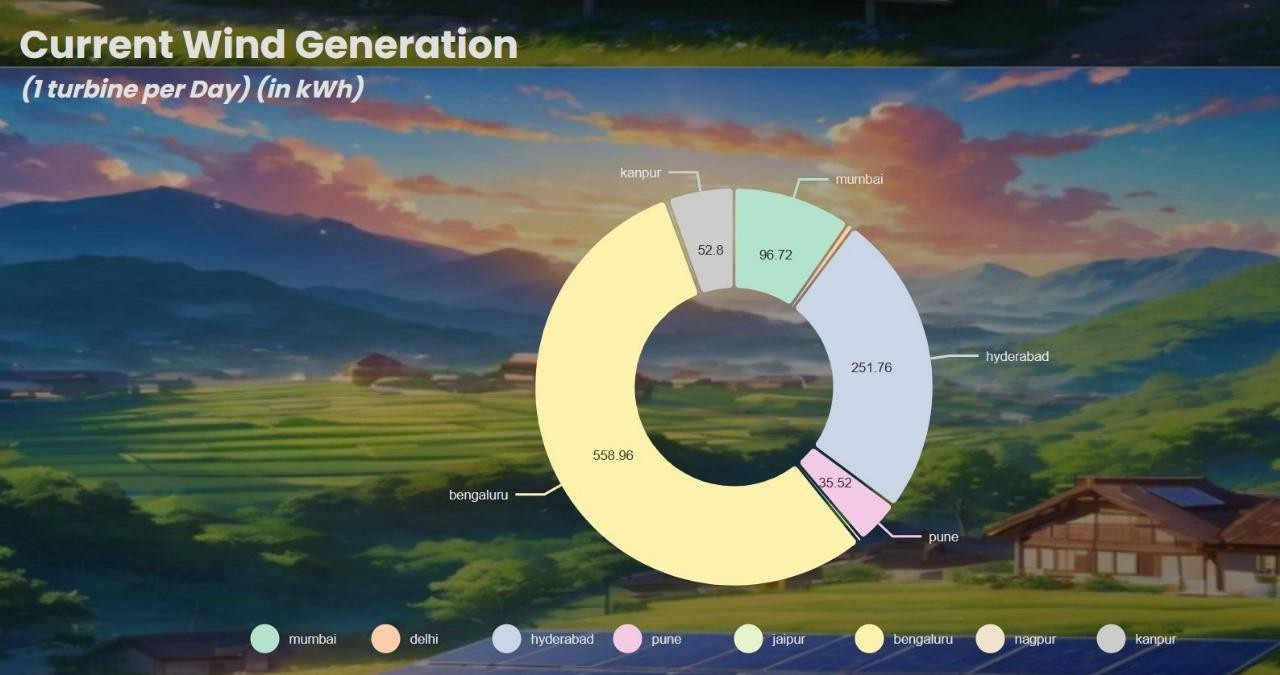 Current Wind Generation
(1 turbine per Day) (in kWh)
kanpur
mumbai
52.8
96.72
hyderabad
251.76
558.96
35.52
bengaluru
pune
mumbai delhi hyderabad pune jaipur bengaluru nagpur kanpur